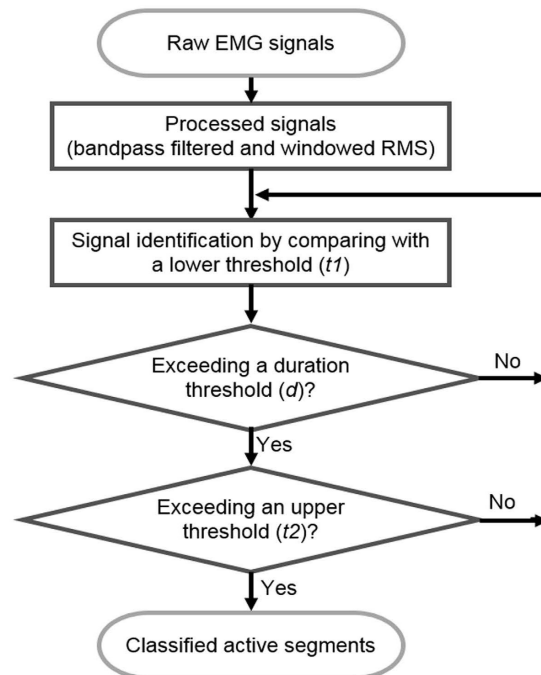 Raw EMG signals
Processed signals
(bandpass filtered and windowed RMS)
Signal identification by comparing with
a lower threshold (t1)
Exceeding a duration
threshold (d)?
No
Yes
Exceeding an upper
threshold (t2)?
No
Yes
Classified active segments